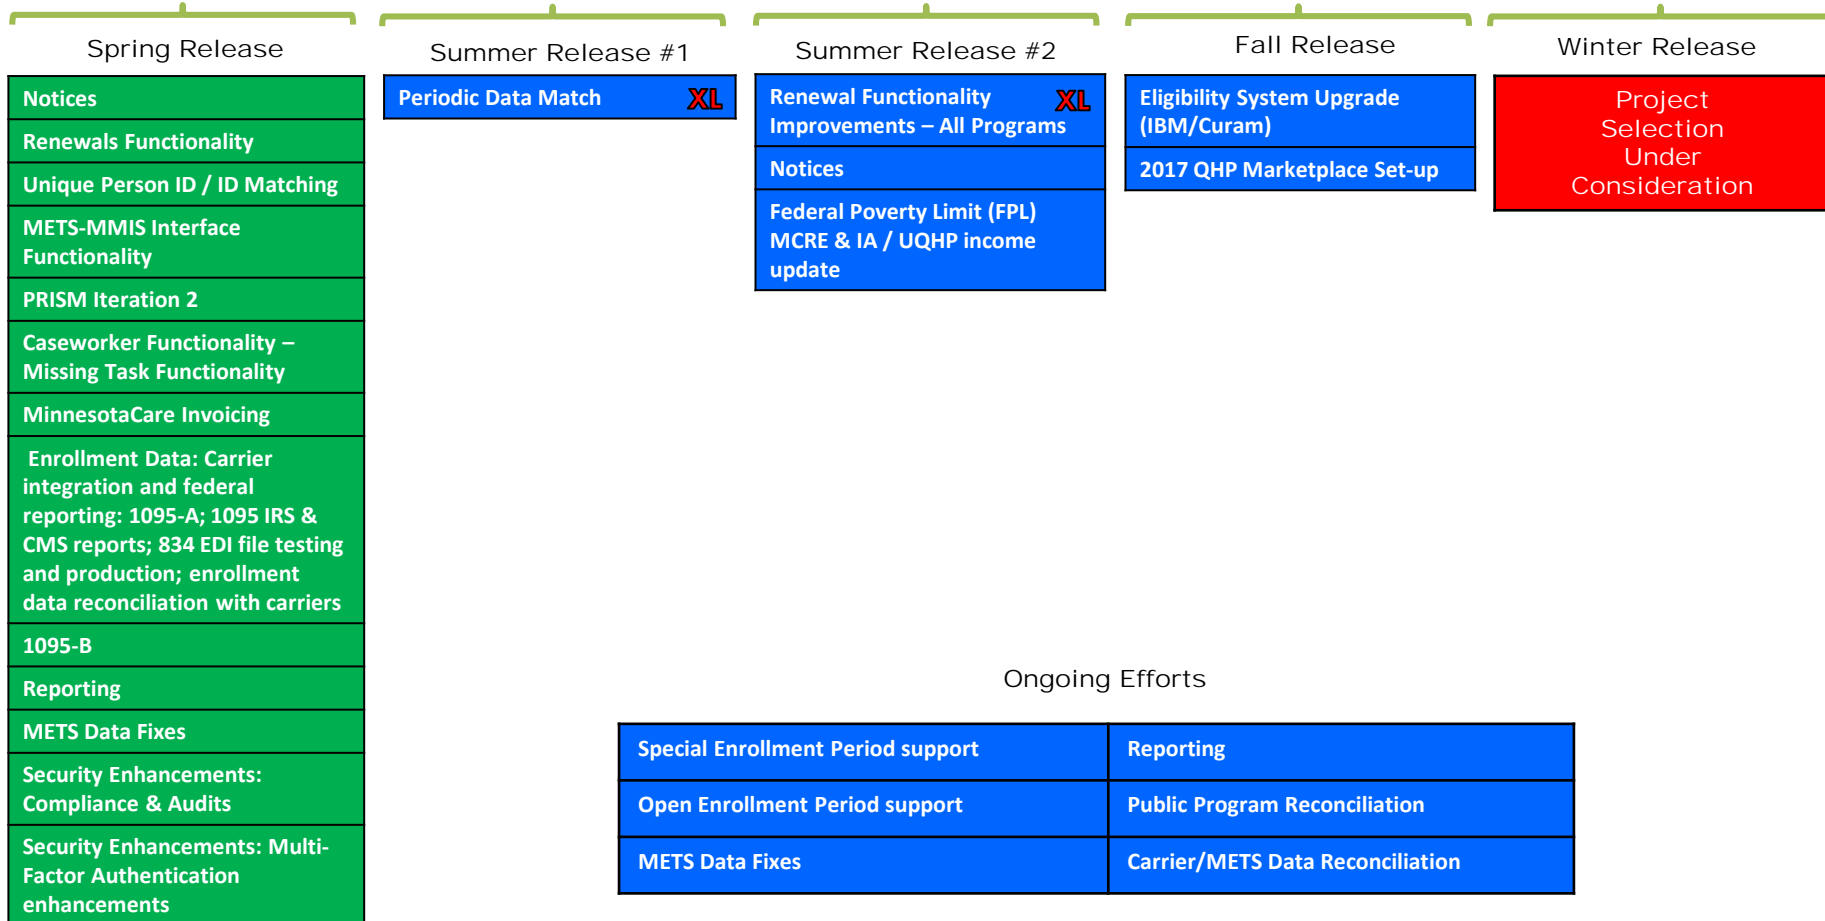 Spring Release
Notices
Renewals Functionality
Unique Person ID / ID Matching
METS-MMIS Interface
Functionality
PRISM Iteration 2
Caseworker Functionality –
Missing Task Functionality
MinnesotaCare Invoicing
Enrollment Data: Carrier
integration and federal
reporting: 1095-A; 1095 IRS &
CMS reports; 834 EDI file testing
and production; enrollment
data reconciliation with carriers
1095-B
Reporting
METS Data Fixes
Security Enhancements:
Compliance & Audits
Security Enhancements: Multi-
Factor Authentication
enhancements
Summer Release #1
Periodic Data Match XL
Summer Release #2
Renewal Functionality XL
Improvements – All Programs
Notices
Federal Poverty Limit (FPL)
MCRE & IA / UQHP income
update
Fall Release
Eligibility System Upgrade
(IBM/Curam)
2017 QHP Marketplace Set-up
Winter Release
Project
Selection
Under
Consideration
Ongoing Efforts
Special Enrollment Period support
Reporting
Open Enrollment Period support
Public Program Reconciliation
METS Data Fixes
Carrier/METS Data Reconciliation